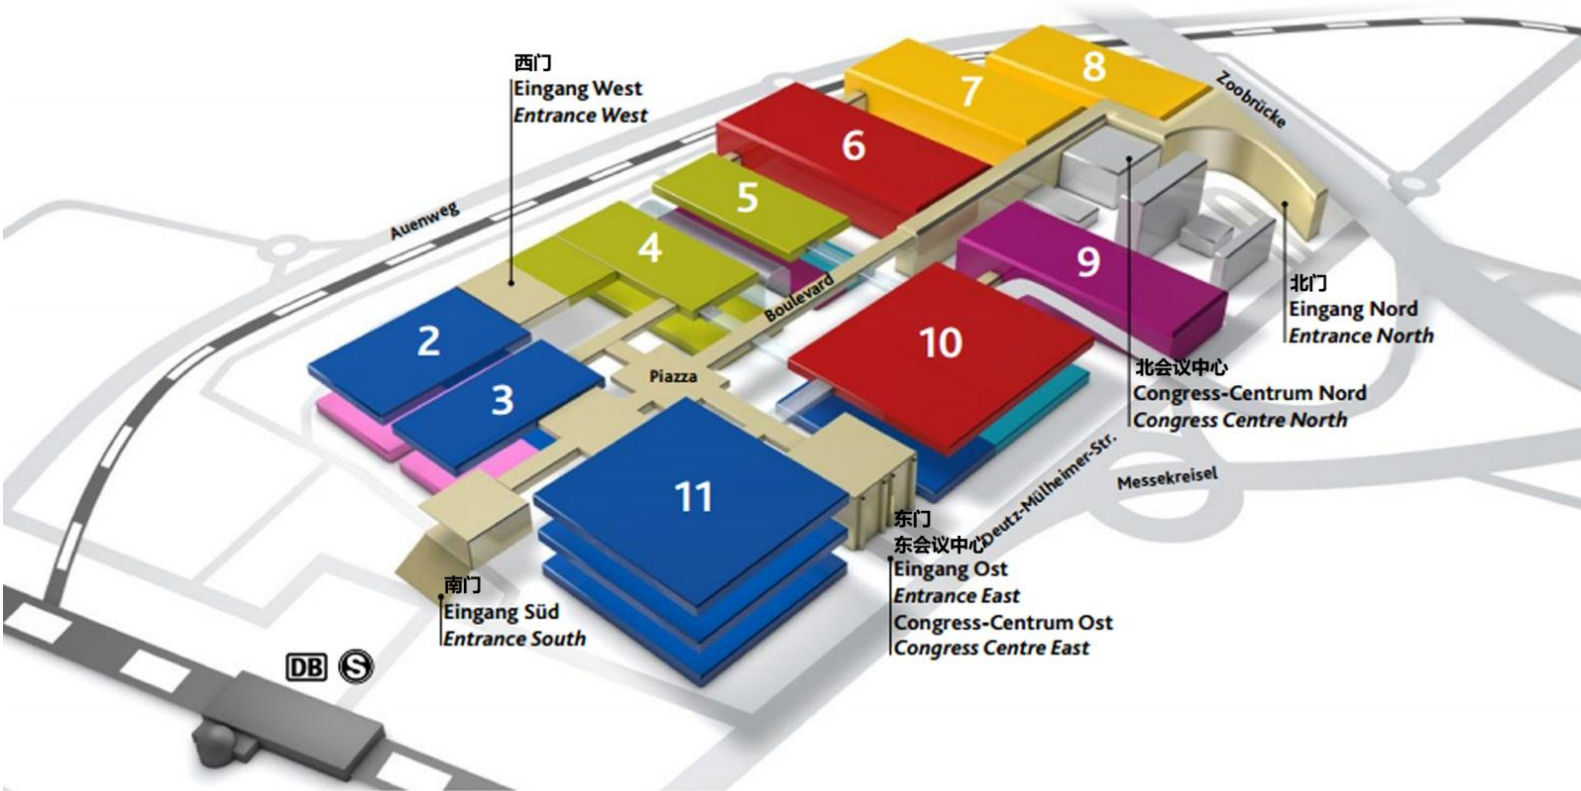 西门
Eingang West
Entrance West
8
7
6
5
4
9
10
2
3
11
Zoobrücke
Auenweg
Boulevard
Piazza
北门
Eingang Nord
Entrance North
北会议中心
Congress-Centrum Nord
Congress Centre North
Deutz-Mülheimer-Str.
Messekreisel
东门
东会议中心
Eingang Ost
Entrance East
Congress-Centrum Ost
Congress Centre East
南门
Eingang Süd
Entrance South
DB
S